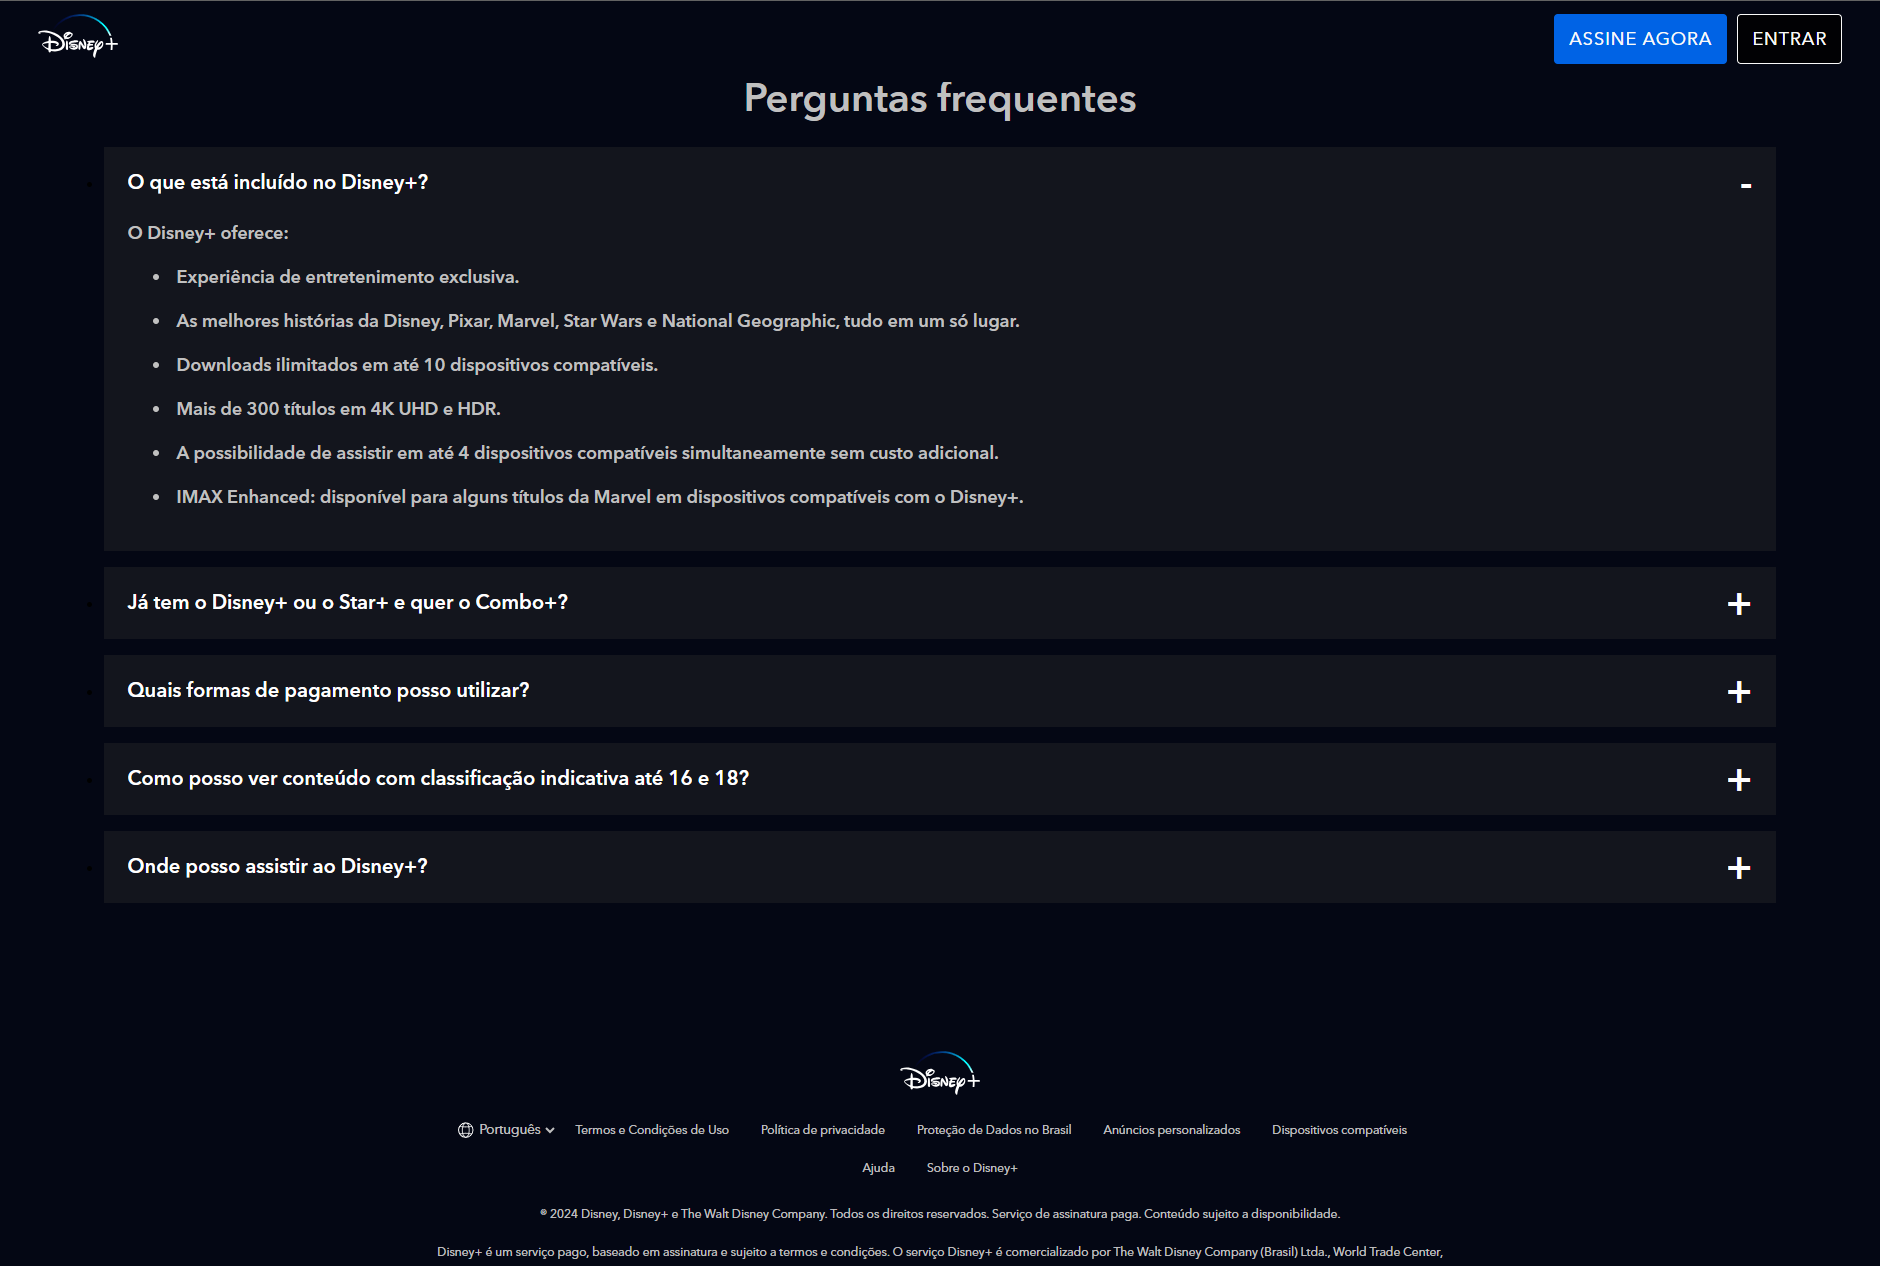 Disney+
ASSINE AGORA
ENTRAR
Perguntas frequentes
O que está incluído no Disney+?
-
O Disney+ oferece:
• Experiência de entretenimento exclusiva.
• As melhores histórias da Disney, Pixar, Marvel, Star Wars e National Geographic, tudo em um só lugar.
• Downloads ilimitados em até 10 dispositivos compatíveis.
• Mais de 300 títulos em 4K UHD e HDR.
• A possibilidade de assistir em até 4 dispositivos compatíveis simultaneamente sem custo adicional.
• IMAX Enhanced: disponível para alguns títulos da Marvel em dispositivos compatíveis com o Disney+.
Já tem o Disney+ ou o Star+ e quer o Combo+?
+
Quais formas de pagamento posso utilizar?
+
Como posso ver conteúdo com classificação indicativa até 16 e 18?
+
Onde posso assistir ao Disney+?
+
Disney+
Português Termos e Condições de Uso Política de privacidade Proteção de Dados no Brasil Anúncios personalizados Dispositivos compatíveis
Ajuda Sobre o Disney+
® 2024 Disney, Disney+ e The Walt Disney Company. Todos os direitos reservados. Serviço de assinatura paga. Conteúdo sujeito a disponibilidade.
Disney+ é um serviço pago, baseado em assinatura e sujeito a termos e condições. O serviço Disney+ é comercializado por The Walt Disney Company (Brasil) Ltda., World Trade Center,